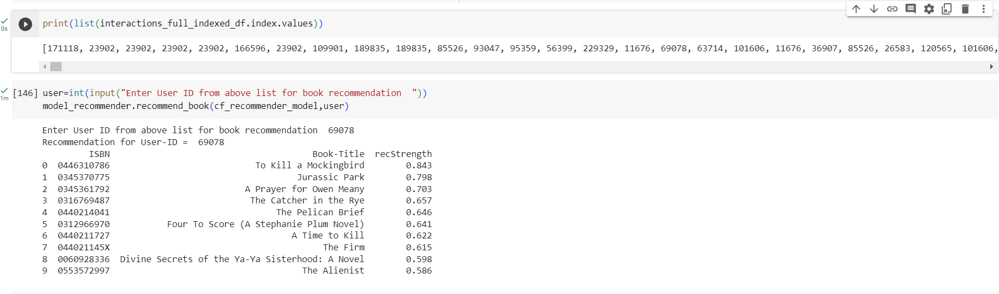 0s
print(list(interactions_full_indexed_df.index.values))
[171118, 23902, 23902, 23902, 23902, 166596, 23902, 109901, 189835, 189835, 85526, 93047, 95359, 56399, 229329, 11676, 69078, 63714, 101606, 11676, 36907, 85526, 26583, 120565, 101606,
1m
[146] user=int(input("Enter User ID from above list for book recommendation  "))
model_recommender.recommend_book(cf_recommender_model,user)
Enter User ID from above list for book recommendation  69078
Recommendation for User-ID =  69078
ISBN Book-Title recStrength
0 0446310786 To Kill a Mockingbird 0.843
1 0345370775 Jurassic Park 0.798
2 0345361792 A Prayer for Owen Meany 0.703
3 0316769487 The Catcher in the Rye 0.657
4 0440214041 The Pelican Brief 0.646
5 0312966970 Four To Score (A Stephanie Plum Novel) 0.641
6 0440211727 A Time to Kill 0.622
7 044021145X The Firm 0.615
8 0060928336 Divine Secrets of the Ya-Ya Sisterhood: A Novel 0.598
9 0553572997 The Alienist 0.586